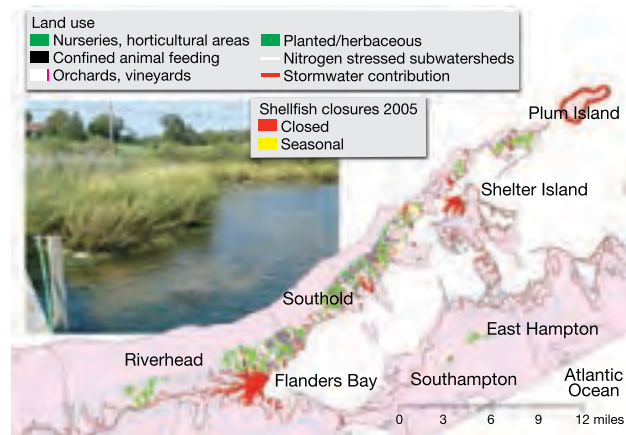 Land use
Nurseries, horticultural areas
Confined animal feeding
Orchards, vineyards
Planted/herbaceous
Nitrogen stressed subwatersheds
Stormwater contribution
Shellfish closures 2005
Closed
Seasonal
Plum Island
Shelter Island
Southold
East Hampton
Riverhead
Flanders Bay
Southampton
Atlantic
Ocean
0 3 6 9 12 miles